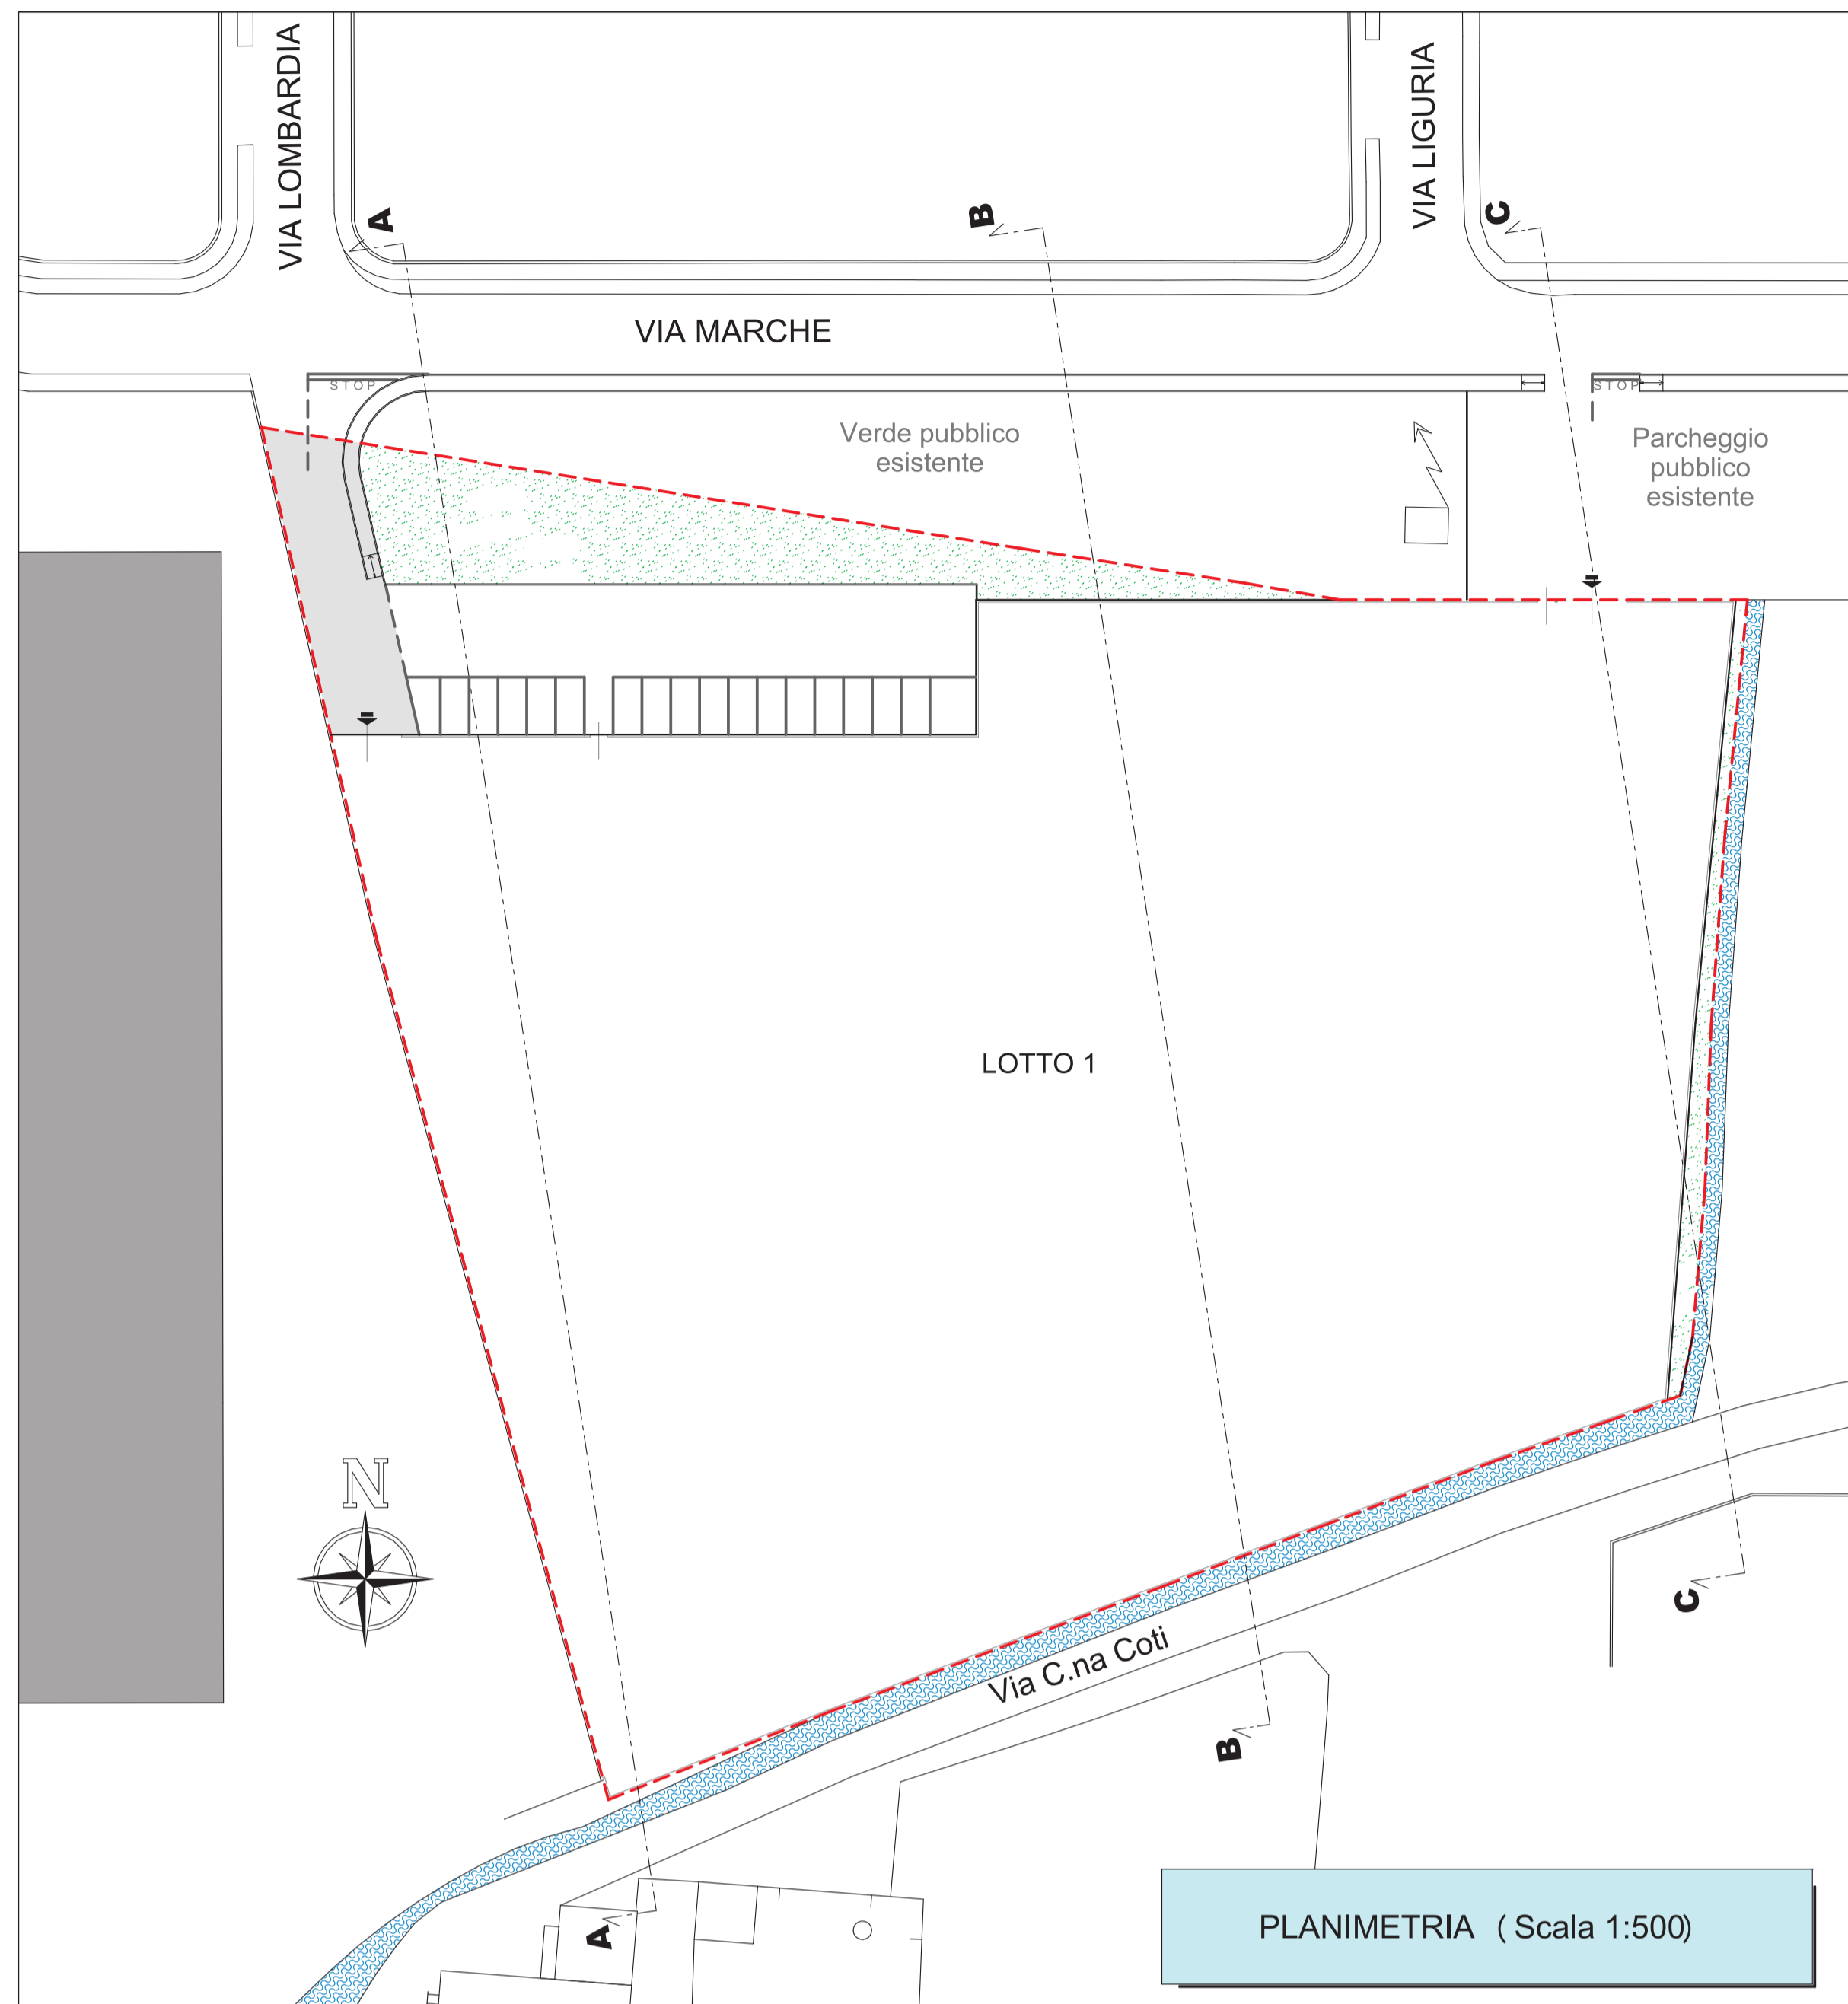 VIA LOMBARDIA
VIA LIGURIA
A
B
C
VIA MARCHE
STOP
STOP
Verde pubblico
esistente
Parcheggio
pubblico
esistente
LOTTO 1
N
Via C.na Coti
C
B
A
PLANIMETRIA ( Scala 1:500)